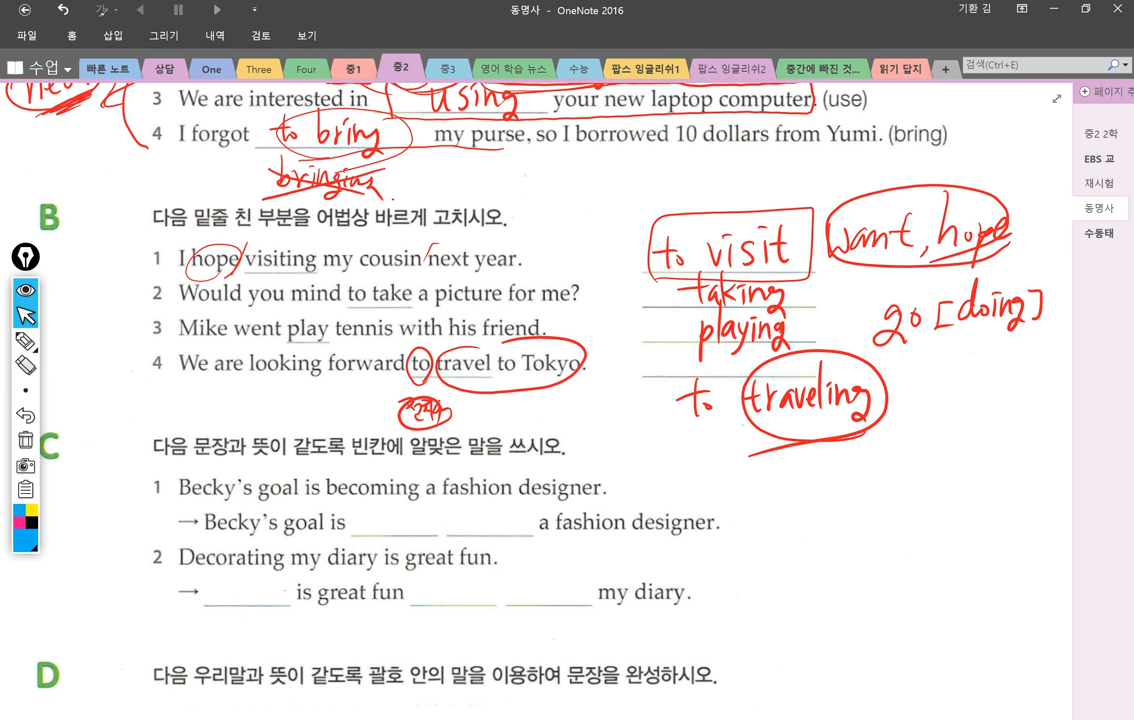 동명사 - OneNote 2016
기환 김
파일 홈 삽입 그리기 내역 검토 보기
수업 빠른 노트 상담 One Three Four 중1 중2 중3 영어 학습 뉴스 수능 팝스 잉글리쉬1 팝스 잉글리쉬2 중간에 빠진 것... 읽기 답지 + 검색(Ctrl+E)
페이지 추
중2 2학
EBS 교
재시험
동명사
수동태
3 We are interested in using your new laptop computer. (use)
4 I forgot to bring my purse, so I borrowed 10 dollars from Yumi. (bring)
bringing
B 다음 밑줄 친 부분을 어법상 바르게 고치시오.
1 I hope visiting my cousin next year. to visit want, hope
2 Would you mind to take a picture for me? taking
3 Mike went play tennis with his friend. playing go [doing]
4 We are looking forward to travel to Tokyo. to traveling
C 다음 문장과 뜻이 같도록 빈칸에 알맞은 말을 쓰시오.
1 Becky's goal is becoming a fashion designer.
→ Becky's goal is a fashion designer.
2 Decorating my diary is great fun.
→ is great fun my diary.
D 다음 우리말과 뜻이 같도록 괄호 안의 말을 이용하여 문장을 완성하시오.